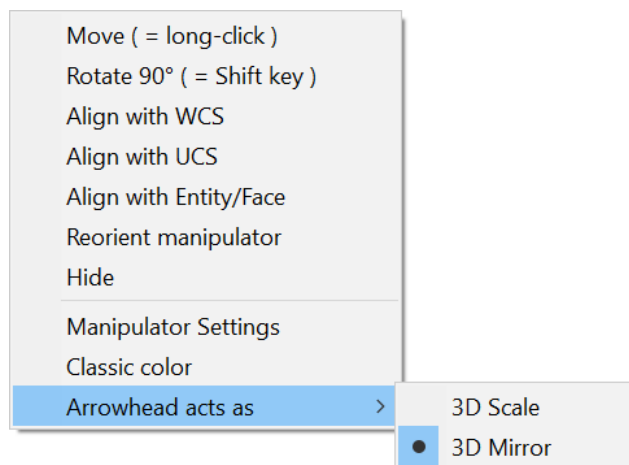 Move ( = long-click )
Rotate 90° ( = Shift key )
Align with WCS
Align with UCS
Align with Entity/Face
Reorient manipulator
Hide
Manipulator Settings
Classic color
Arrowhead acts as
3D Scale
3D Mirror